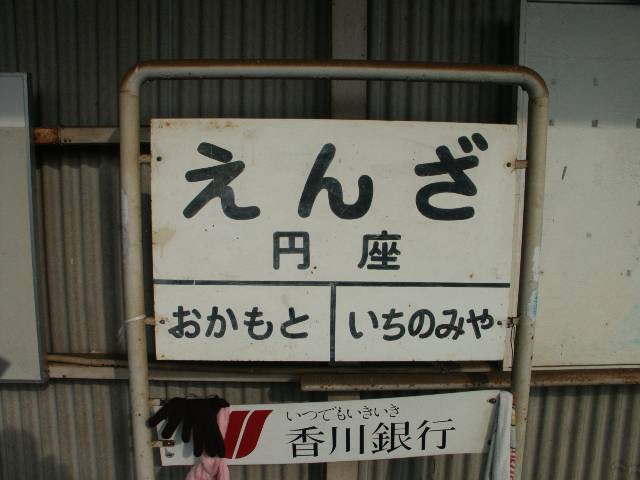 えんざ
円座
おかもと いちのみや
いつでもいきいき
香川銀行